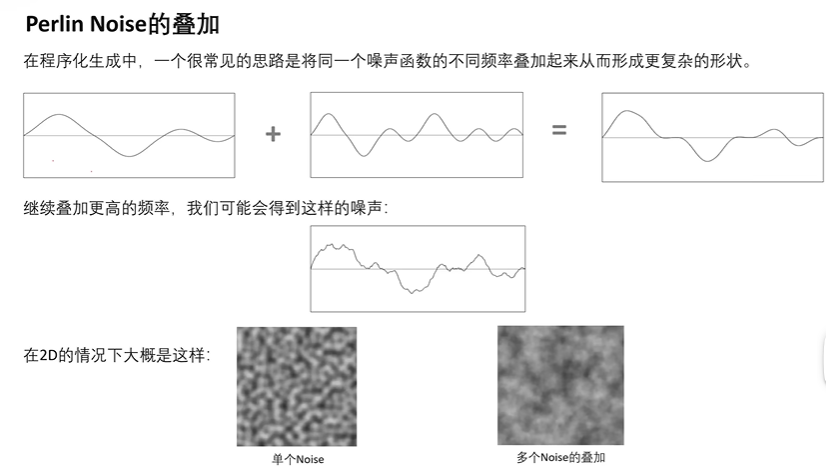 Perlin Noise的叠加
在程序化生成中，一个很常见的思路是将同一个噪声函数的不同频率叠加起来从而形成更复杂的形状。
+
=
继续叠加更高的频率，我们可能会得到这样的噪声：
在2D的情况下大概是这样：
单个Noise
多个Noise的叠加